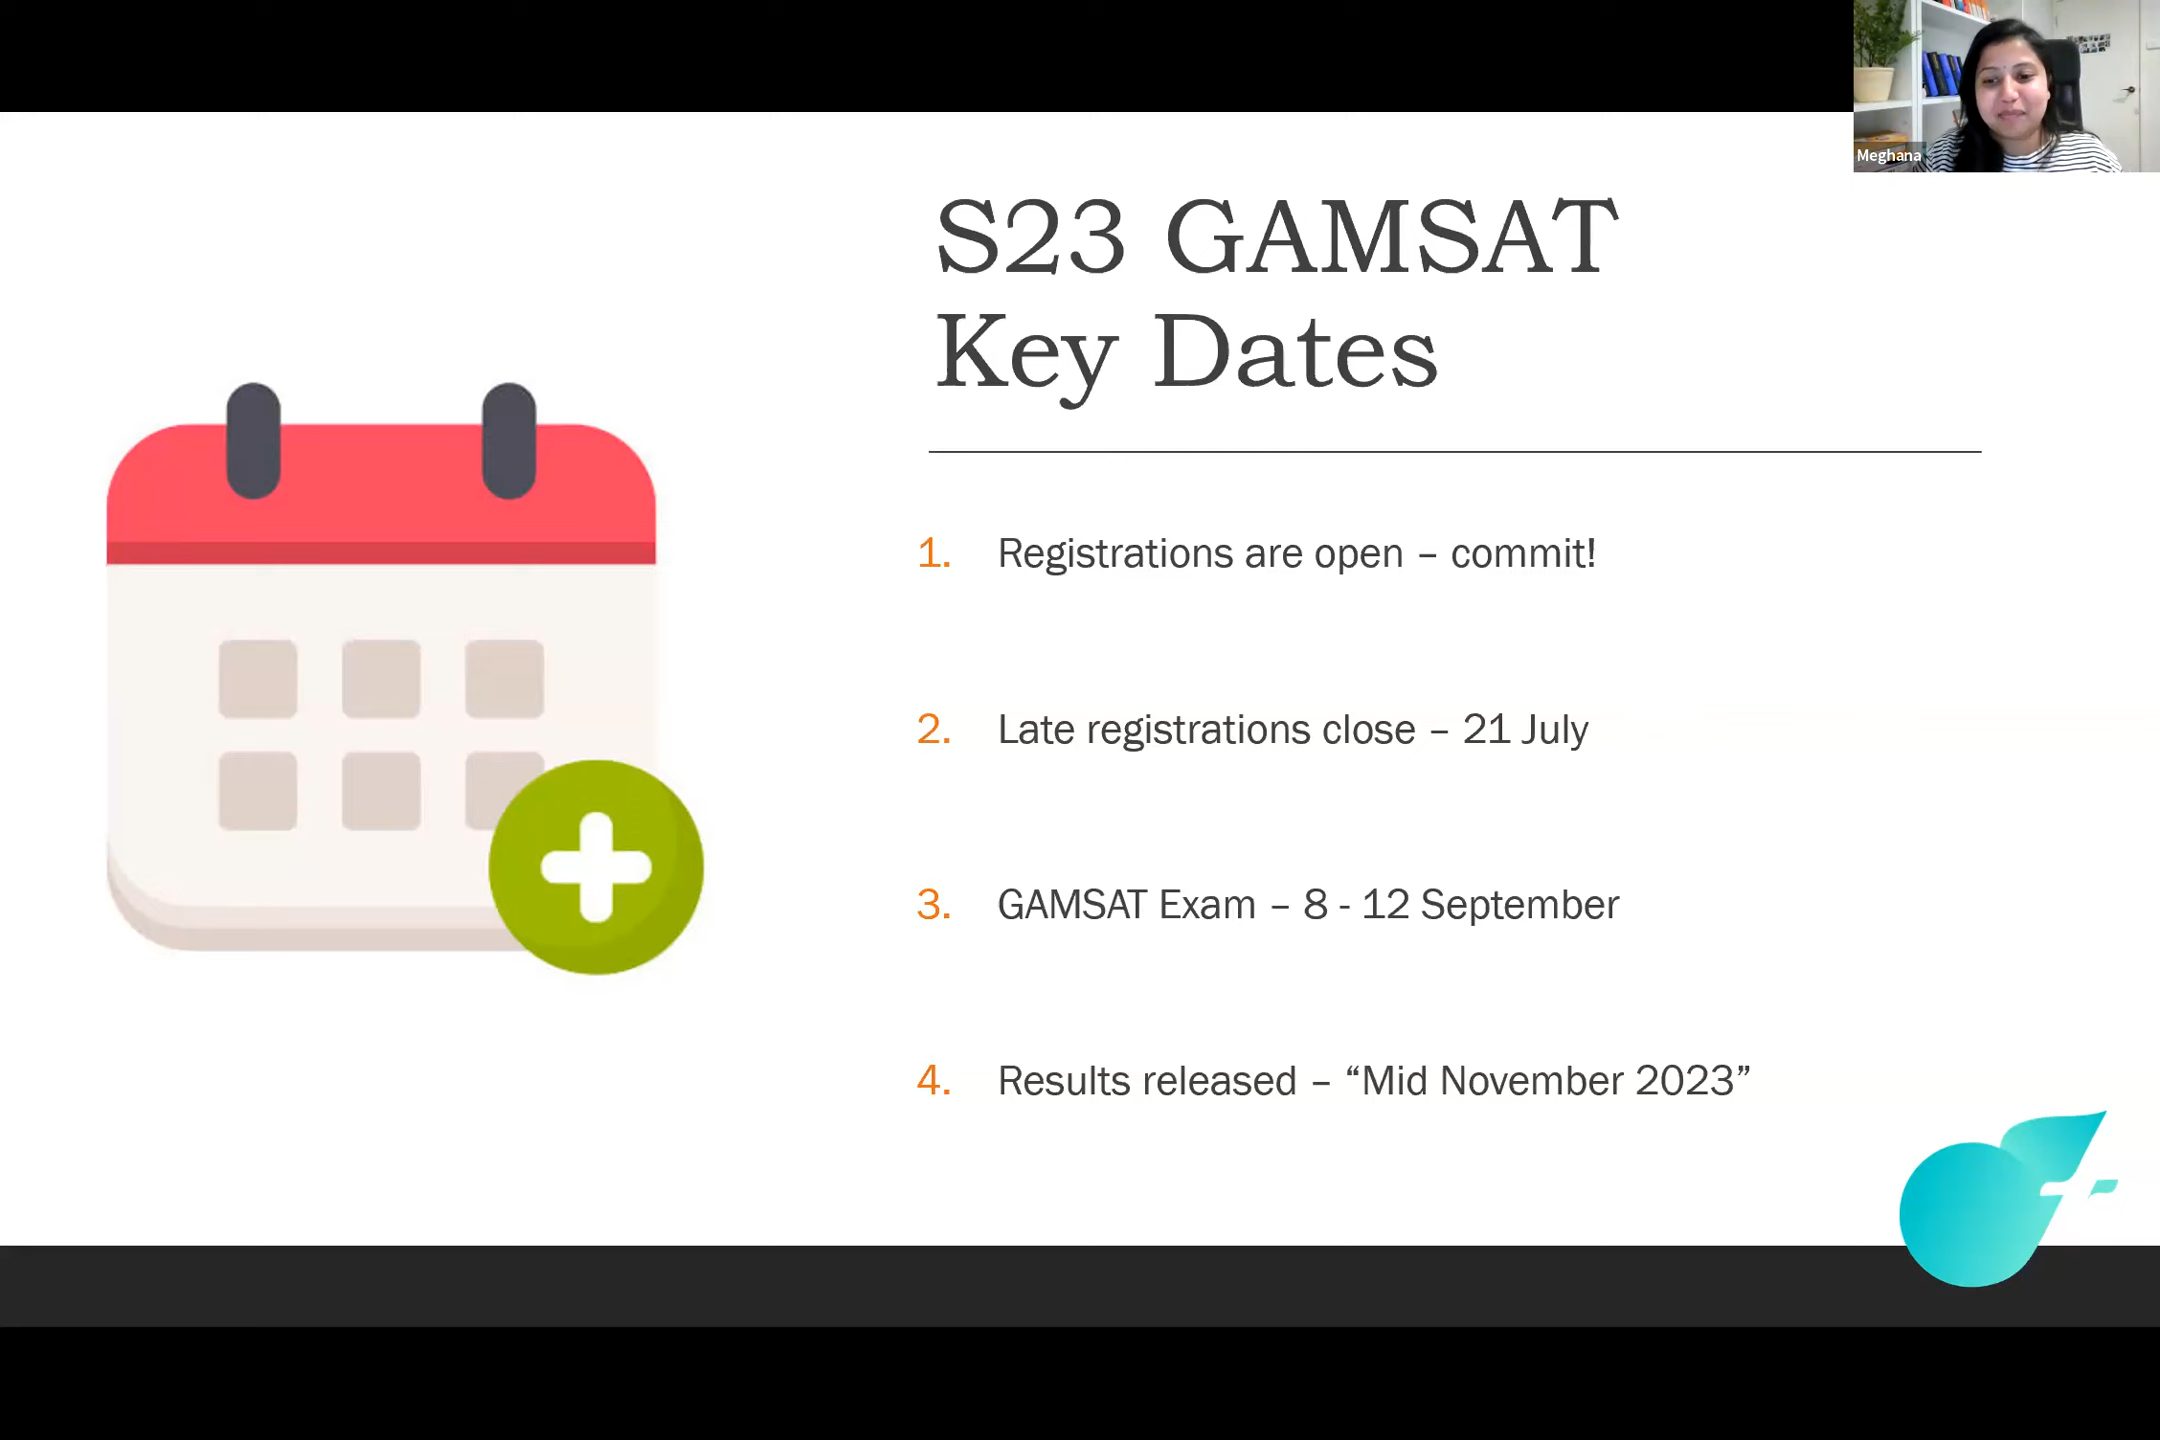 Meghana
S23 GAMSAT
Key Dates
1. Registrations are open – commit!
2. Late registrations close – 21 July
3. GAMSAT Exam – 8 - 12 September
4. Results released – “Mid November 2023”